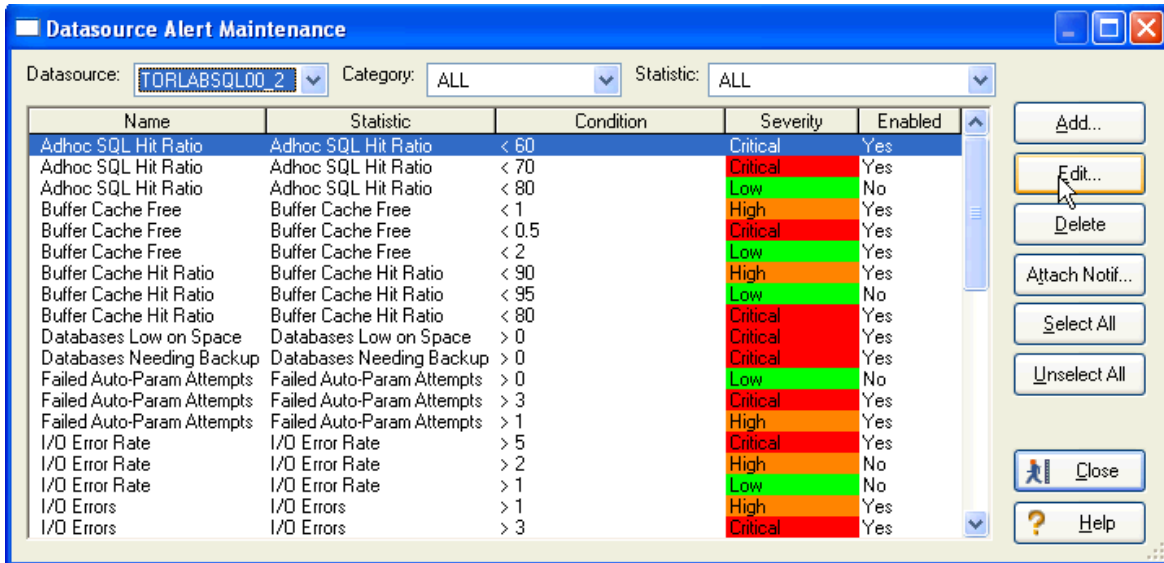 Datasource Alert Maintenance
Datasource: TORLABSQL00_2 Category: ALL Statistic: ALL
Name Statistic Condition Severity Enabled
Adhoc SQL Hit Ratio Adhoc SQL Hit Ratio < 60 Critical Yes
Adhoc SQL Hit Ratio Adhoc SQL Hit Ratio < 70 Critical Yes
Adhoc SQL Hit Ratio Adhoc SQL Hit Ratio < 80 Low No
Buffer Cache Free Buffer Cache Free < 1 High Yes
Buffer Cache Free Buffer Cache Free < 0.5 Critical Yes
Buffer Cache Free Buffer Cache Free < 2 Low Yes
Buffer Cache Hit Ratio Buffer Cache Hit Ratio < 90 High Yes
Buffer Cache Hit Ratio Buffer Cache Hit Ratio < 95 Low No
Buffer Cache Hit Ratio Buffer Cache Hit Ratio < 80 Critical Yes
Databases Low on Space Databases Low on Space > 0 Critical Yes
Databases Needing Backup Databases Needing Backup > 0 Critical Yes
Failed Auto-Param Attempts Failed Auto-Param Attempts > 0 Low No
Failed Auto-Param Attempts Failed Auto-Param Attempts > 3 Critical Yes
Failed Auto-Param Attempts Failed Auto-Param Attempts > 1 High Yes
I/O Error Rate I/O Error Rate > 5 Critical Yes
I/O Error Rate I/O Error Rate > 2 High No
I/O Error Rate I/O Error Rate > 1 Low No
I/O Errors I/O Errors > 1 High Yes
I/O Errors I/O Errors > 3 Critical Yes
Add...
Edit...
Delete
Attach Notif...
Select All
Unselect All
Close
Help